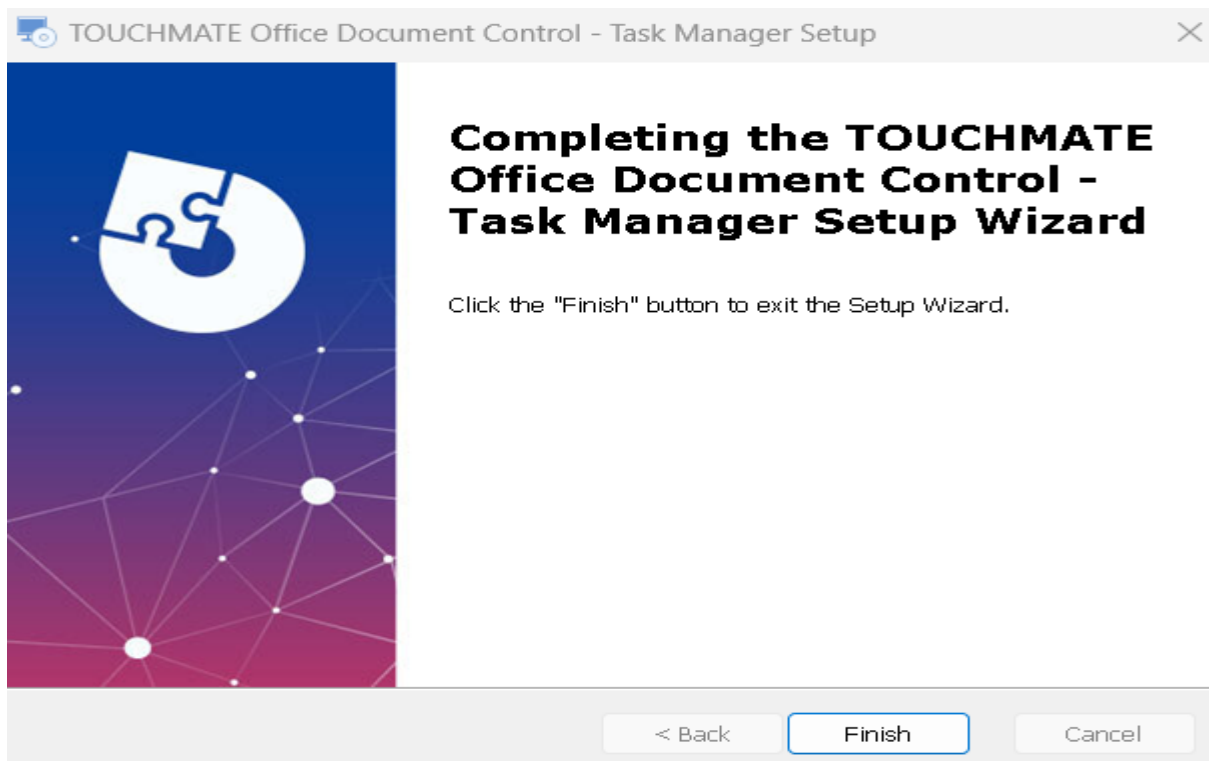 TOUCHMATE Office Document Control - Task Manager Setup
Completing the TOUCHMATE
Office Document Control -
Task Manager Setup Wizard
Click the "Finish" button to exit the Setup Wizard.
< Back
Finish
Cancel